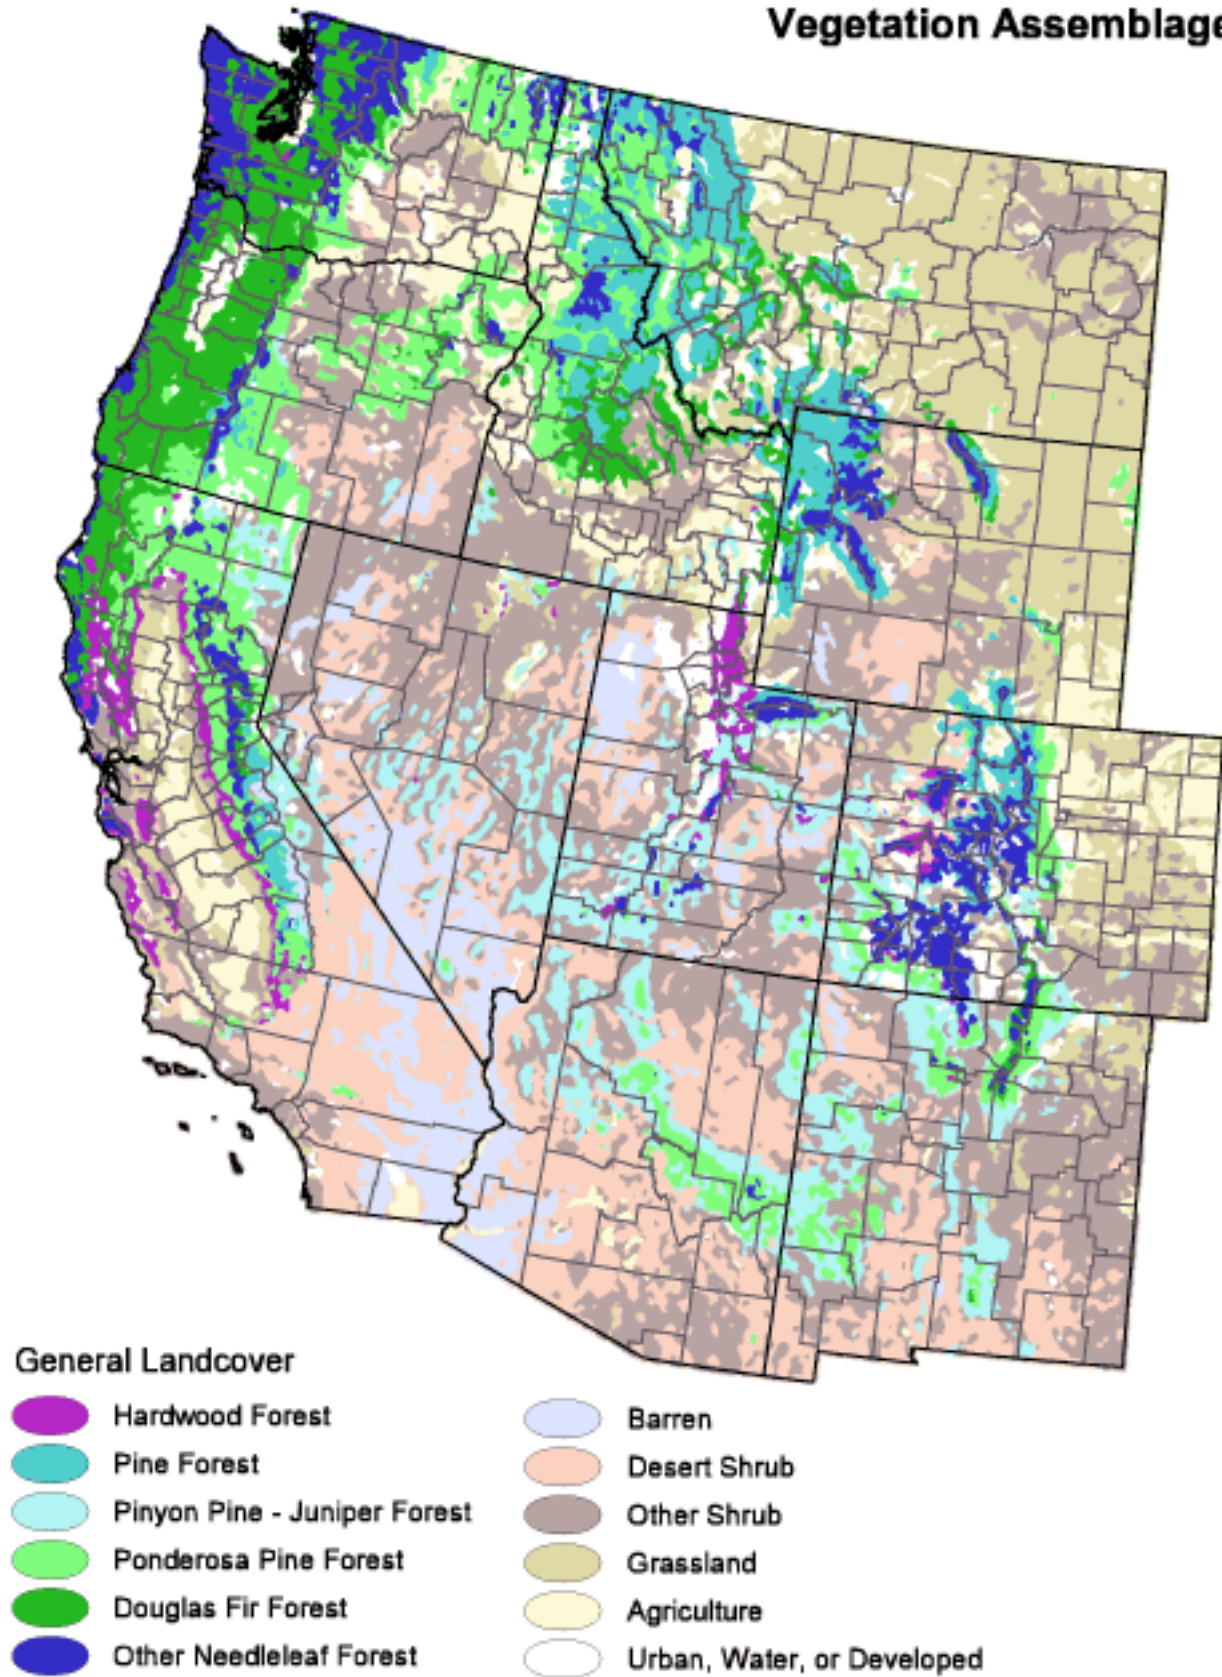 Vegetation Assemblage
General Landcover
Hardwood Forest
Pine Forest
Pinyon Pine - Juniper Forest
Ponderosa Pine Forest
Douglas Fir Forest
Other Needleleaf Forest
Barren
Desert Shrub
Other Shrub
Grassland
Agriculture
Urban, Water, or Developed